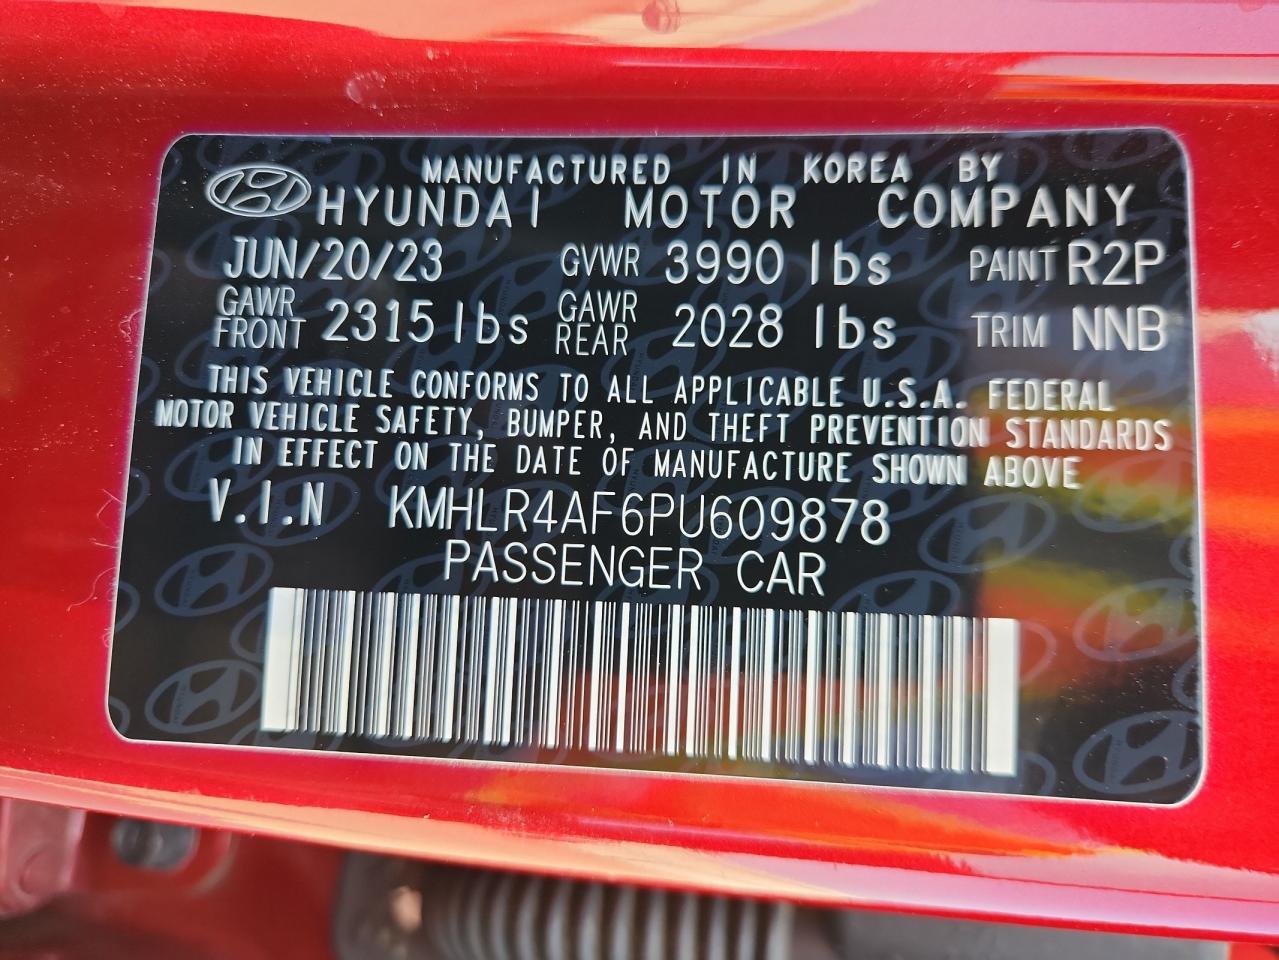 MANUFACTURED IN KOREA BY
HYUNDAI MOTOR COMPANY
JUN/20/23 GVWR 3990 lbs PAINT R2P
GAWR FRONT 2315 lbs GAWR REAR 2028 lbs TRIM NNB
THIS VEHICLE CONFORMS TO ALL APPLICABLE U.S.A. FEDERAL
MOTOR VEHICLE SAFETY, BUMPER, AND THEFT PREVENTION STANDARDS
IN EFFECT ON THE DATE OF MANUFACTURE SHOWN ABOVE
V.I.N KMHLR4AF6PU609878
PASSENGER CAR